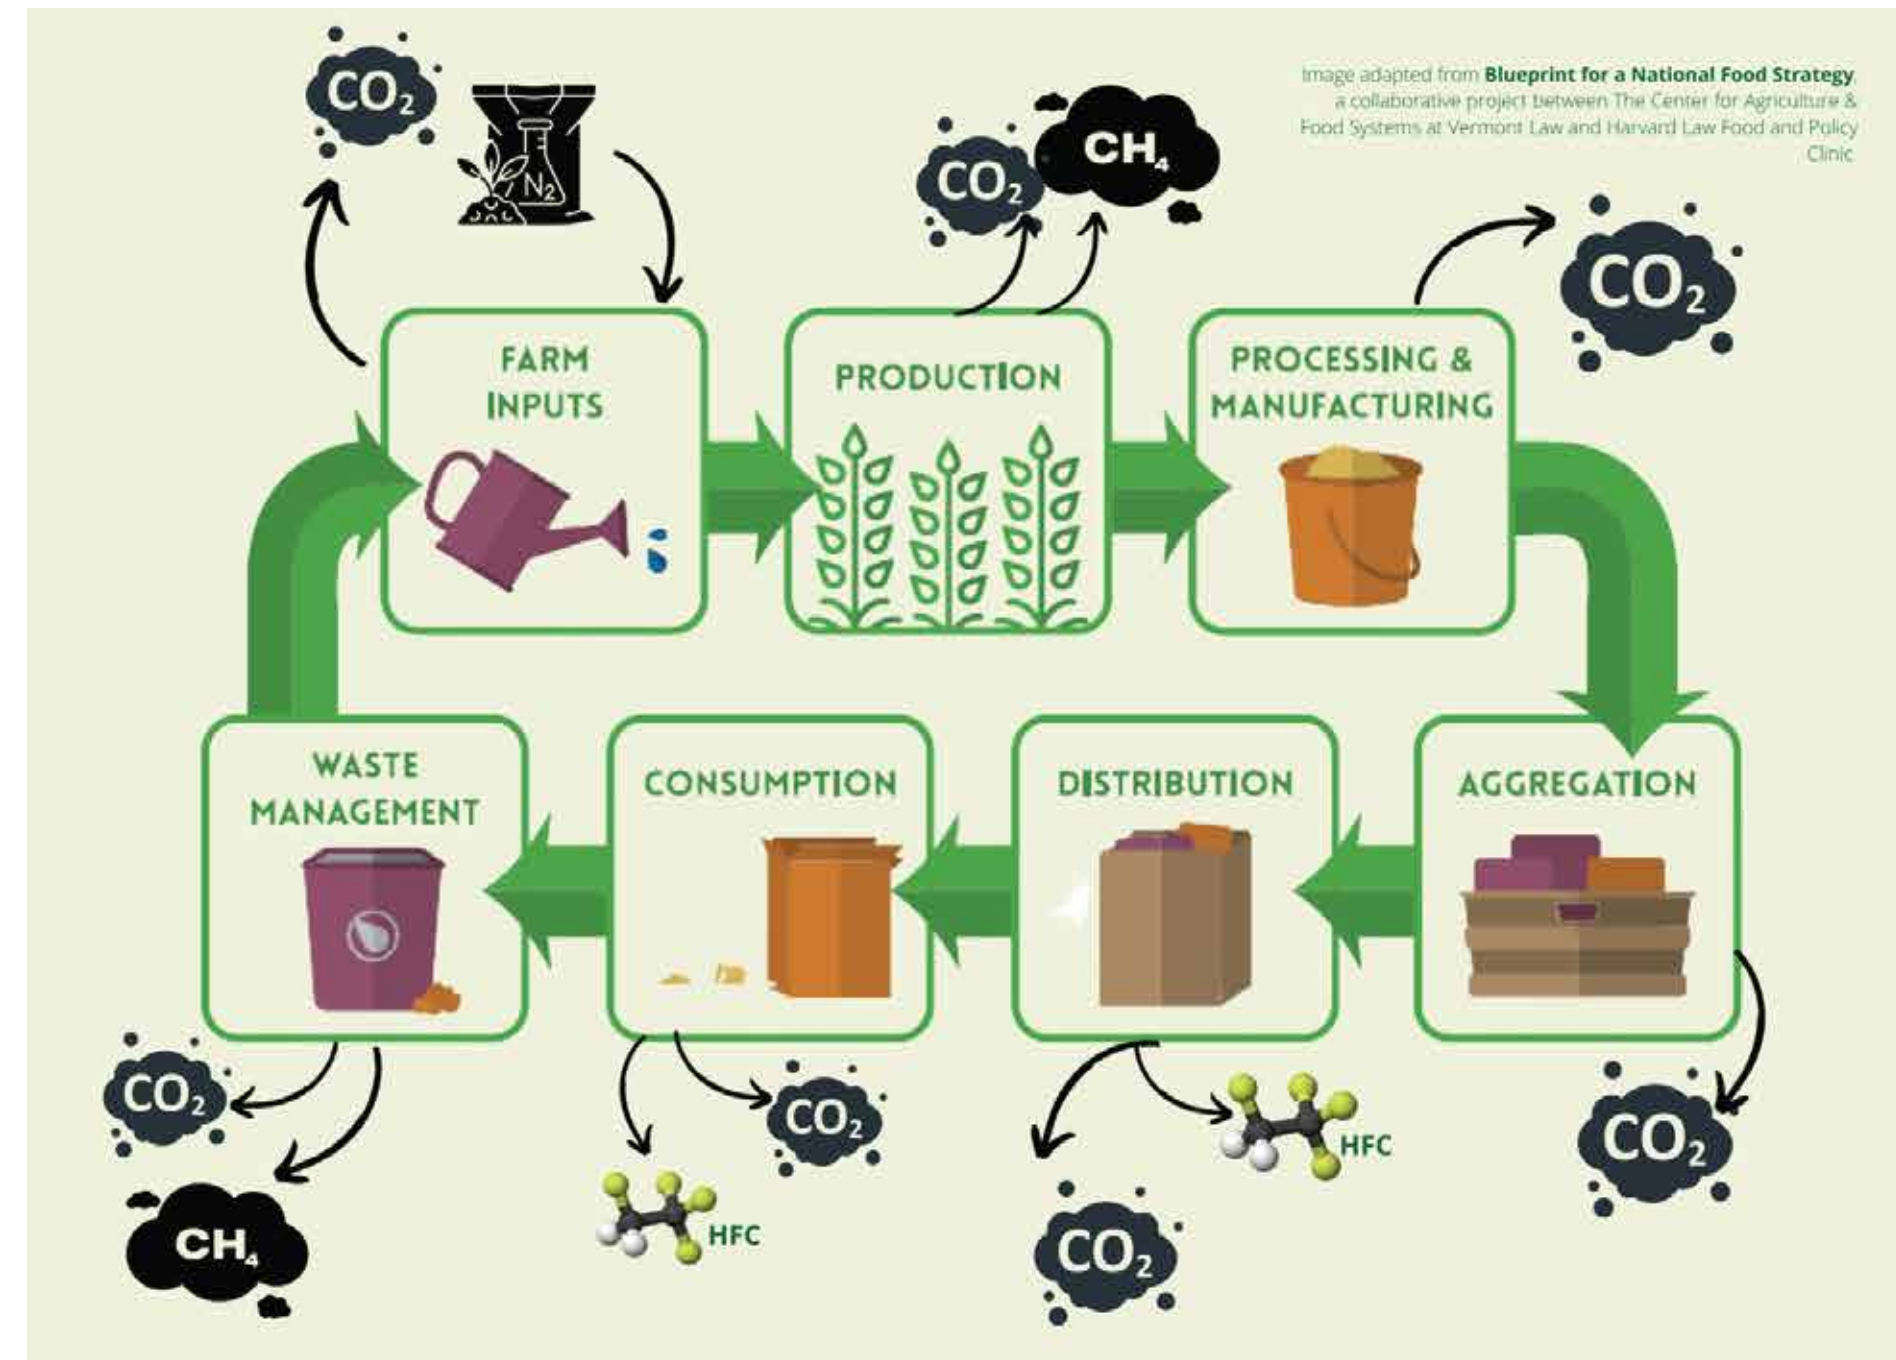 Image adapted from Blueprint for a National Food Strategy
a collaborative project between The Center for Agriculture &
Food Systems at Vermont Law and Harvard Law Food and Policy
Clinic
CO₂
N₂
CO₂
CH₄
CO₂
FARM
INPUTS
PRODUCTION
PROCESSING &
MANUFACTURING
WASTE
MANAGEMENT
CONSUMPTION
DISTRIBUTION
AGGREGATION
CO₂
CH₄
HFC
CO₂
CO₂
HFC
CO₂